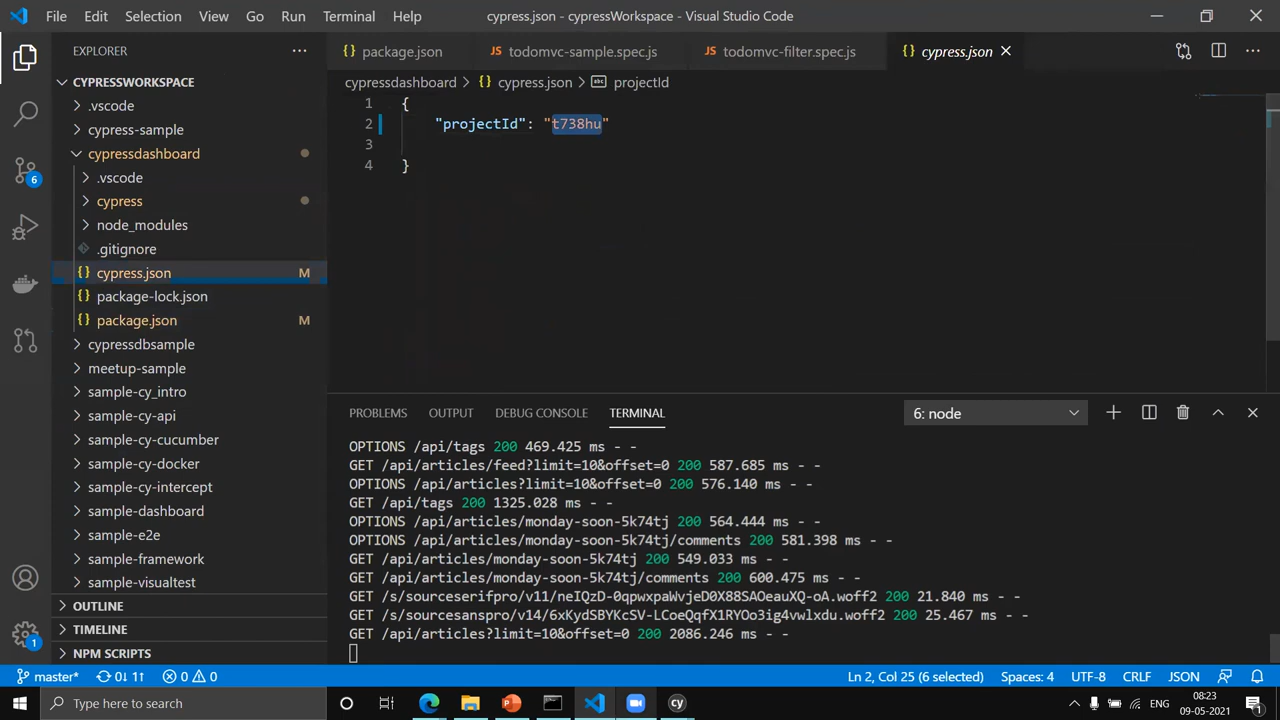 File Edit Selection View Go Run Terminal Help cypress.json - cypressWorkspace - Visual Studio Code
EXPLORER
package.json
JS todomvc-sample.spec.js
JS todomvc-filter.spec.js
{} cypress.json
cypressdashboard > {} cypress.json > abc projectId
CYPRESSWORKSPACE
.vscode
cypress-sample
cypressdashboard
.vscode
cypress
node_modules
.gitignore
{} cypress.json M
{} package-lock.json
{} package.json M
cypressdbsample
meetup-sample
sample-cy_intro
sample-cy-api
sample-cy-cucumber
sample-cy-docker
sample-cy-intercept
sample-dashboard
sample-e2e
sample-framework
sample-visualtest
OUTLINE
TIMELINE
NPM SCRIPTS
6
1
1 {
2 "projectId": "t738hu"
3
4 }
PROBLEMS OUTPUT DEBUG CONSOLE TERMINAL 6: node
OPTIONS /api/tags 200 469.425 ms - -
GET /api/articles/feed?limit=10&offset=0 200 587.685 ms - -
OPTIONS /api/articles?limit=10&offset=0 200 576.140 ms - -
GET /api/tags 200 1325.028 ms - -
OPTIONS /api/articles/monday-soon-5k74tj 200 564.444 ms - -
OPTIONS /api/articles/monday-soon-5k74tj/comments 200 581.398 ms - -
GET /api/articles/monday-soon-5k74tj 200 549.033 ms - -
GET /api/articles/monday-soon-5k74tj/comments 200 600.475 ms - -
GET /s/sourceserifpro/v11/neIQzD-0qpwxpaWvjeD0X88SAOeauXQ-oA.woff2 200 21.840 ms - -
GET /s/sourcesanspro/v14/6xKydSBYKcSV-LCoeQqfX1RYOo3ig4vwlxdu.woff2 200 25.467 ms - -
GET /api/articles?limit=10&offset=0 200 2086.246 ms - -
master* 0↓ 1↑ 0 0 Ln 2, Col 25 (6 selected) Spaces: 4 UTF-8 CRLF JSON
Type here to search
cy
ENG
08:23
09-05-2021
1